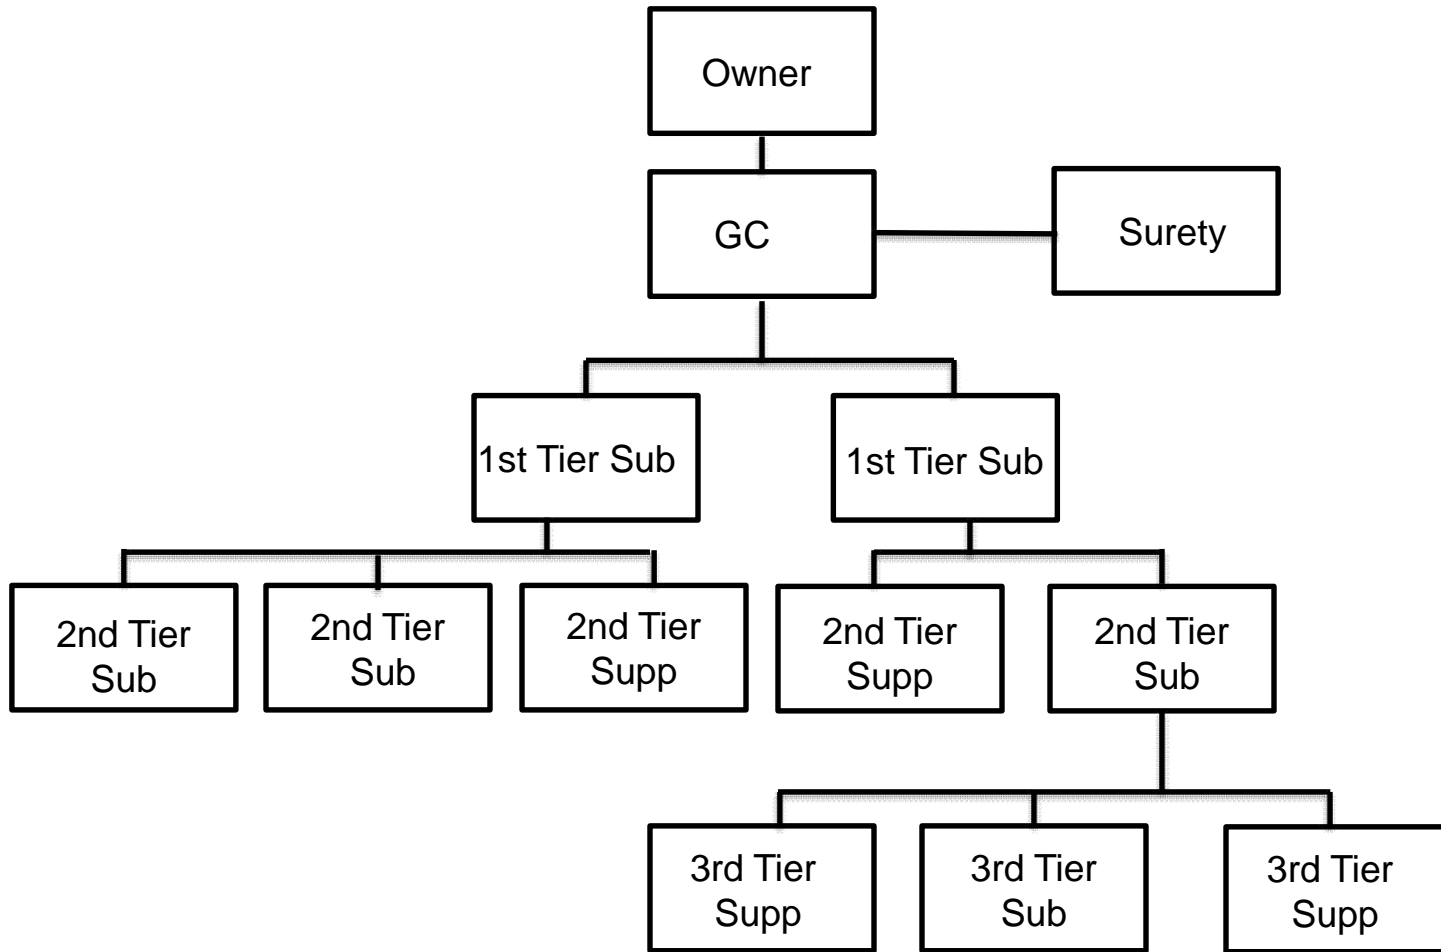 Owner
GC
Surety
1st Tier Sub
1st Tier Sub
2nd Tier
Sub
2nd Tier
Sub
2nd Tier
Supp
2nd Tier
Supp
2nd Tier
Sub
3rd Tier
Supp
3rd Tier
Sub
3rd Tier
Supp